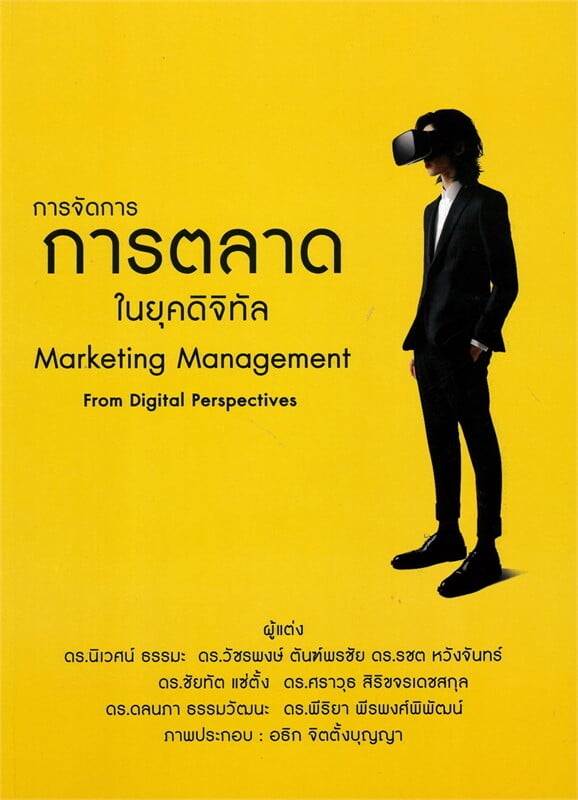 การจัดการ
การตลาด
ในยุคดิจิทัล
Marketing Management
From Digital Perspectives
ผู้แต่ง
ดร.นิเวศน์ ธรรมะ ดร.วัชรพงษ์ ตันฑ์พรชัย ดร.รชต หวังจันทร์
ดร.ชัยทัต แซ่ตั้ง ดร.ศราวุธ สิริขจรเดชสกุล
ดร.ดลนภา ธรรมวัฒนะ ดร.พีริยา พีรพงศ์พิพัฒน์
ภาพประกอบ : อธิก จิตตั้งบุญญา